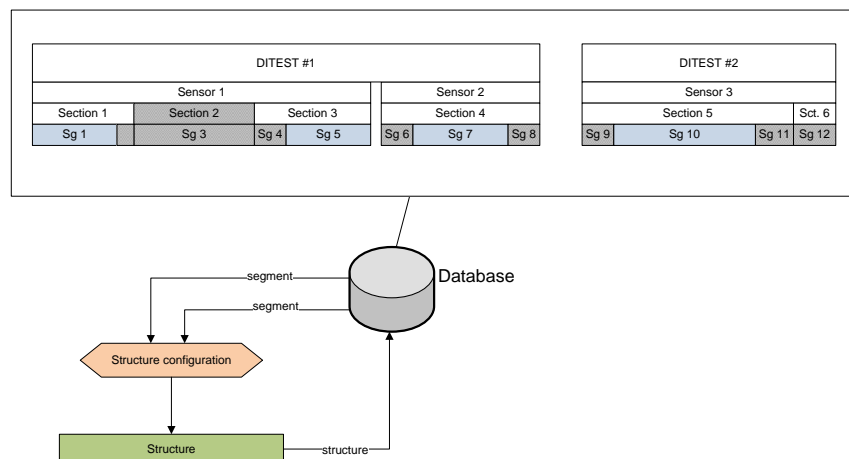 DITEST #1
DITEST #2
Sensor 1
Sensor 2
Sensor 3
Section 1
Section 2
Section 3
Section 4
Section 5
Sct. 6
Sg 1
Sg 3
Sg 4
Sg 5
Sg 6
Sg 7
Sg 8
Sg 9
Sg 10
Sg 11
Sg 12
segment
Database
segment
Structure configuration
Structure
structure